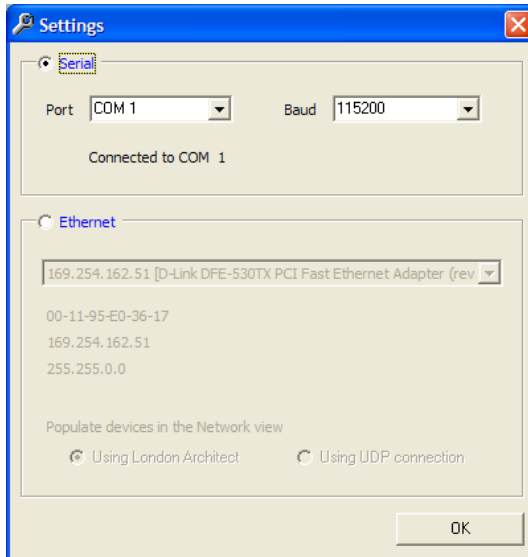 Settings
Serial
Port COM 1 Baud 115200
Connected to COM 1
Ethernet
169.254.162.51 [D-Link DFE-530TX PCI Fast Ethernet Adapter (rev
00-11-95-E0-36-17
169.254.162.51
255.255.0.0
Populate devices in the Network view
Using London Architect Using UDP connection
OK